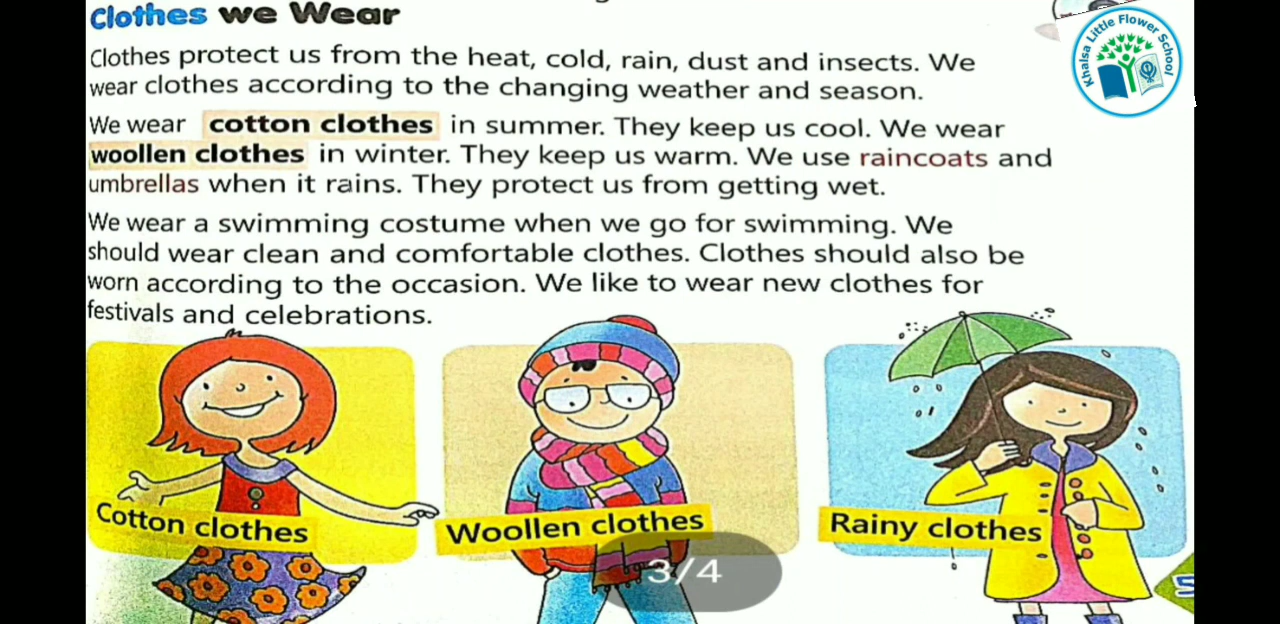 Clothes we Wear
Khalsa Little Flower School
Clothes protect us from the heat, cold, rain, dust and insects. We
wear clothes according to the changing weather and season.
We wear cotton clothes in summer. They keep us cool. We wear
woollen clothes in winter. They keep us warm. We use raincoats and
umbrellas when it rains. They protect us from getting wet.
We wear a swimming costume when we go for swimming. We
should wear clean and comfortable clothes. Clothes should also be
worn according to the occasion. We like to wear new clothes for
festivals and celebrations.
Cotton clothes
Woollen clothes
Rainy clothes
3/4
5